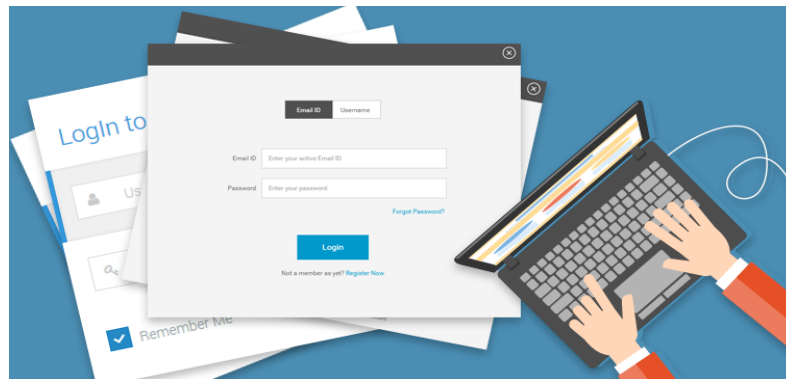 LogIn to
Us
Remember Me
Email ID Username
Email ID Enter your active Email ID
Password Enter your password
Forgot Password?
Login
Not a member as yet? Register Now